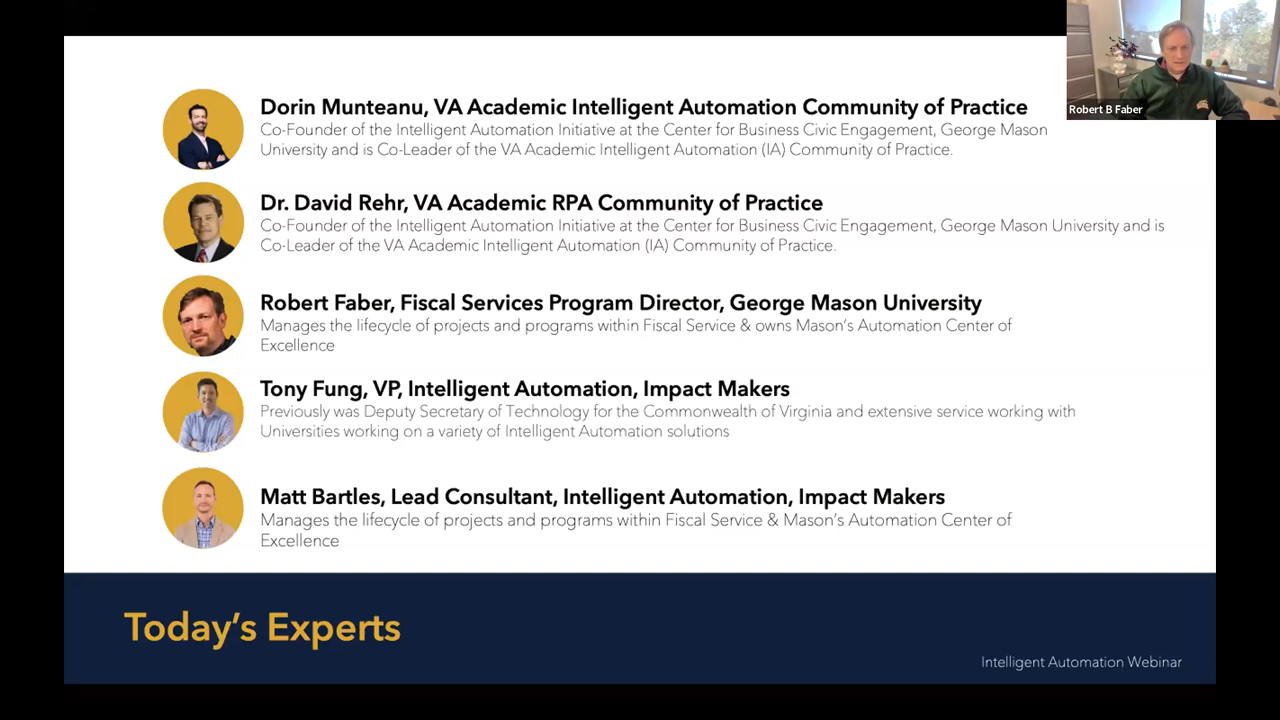 Robert B Faber
Dorin Munteanu, VA Academic Intelligent Automation Community of Practice
Co-Founder of the Intelligent Automation Initiative at the Center for Business Civic Engagement, George Mason
University and is Co-Leader of the VA Academic Intelligent Automation (IA) Community of Practice.
Dr. David Rehr, VA Academic RPA Community of Practice
Co-Founder of the Intelligent Automation Initiative at the Center for Business Civic Engagement, George Mason University and is
Co-Leader of the VA Academic Intelligent Automation (IA) Community of Practice.
Robert Faber, Fiscal Services Program Director, George Mason University
Manages the lifecycle of projects and programs within Fiscal Service & owns Mason's Automation Center of
Excellence
Tony Fung, VP, Intelligent Automation, Impact Makers
Previously was Deputy Secretary of Technology for the Commonwealth of Virginia and extensive service working with
Universities working on a variety of Intelligent Automation solutions
Matt Bartles, Lead Consultant, Intelligent Automation, Impact Makers
Manages the lifecycle of projects and programs within Fiscal Service & Mason's Automation Center of
Excellence
Today's Experts
Intelligent Automation Webinar